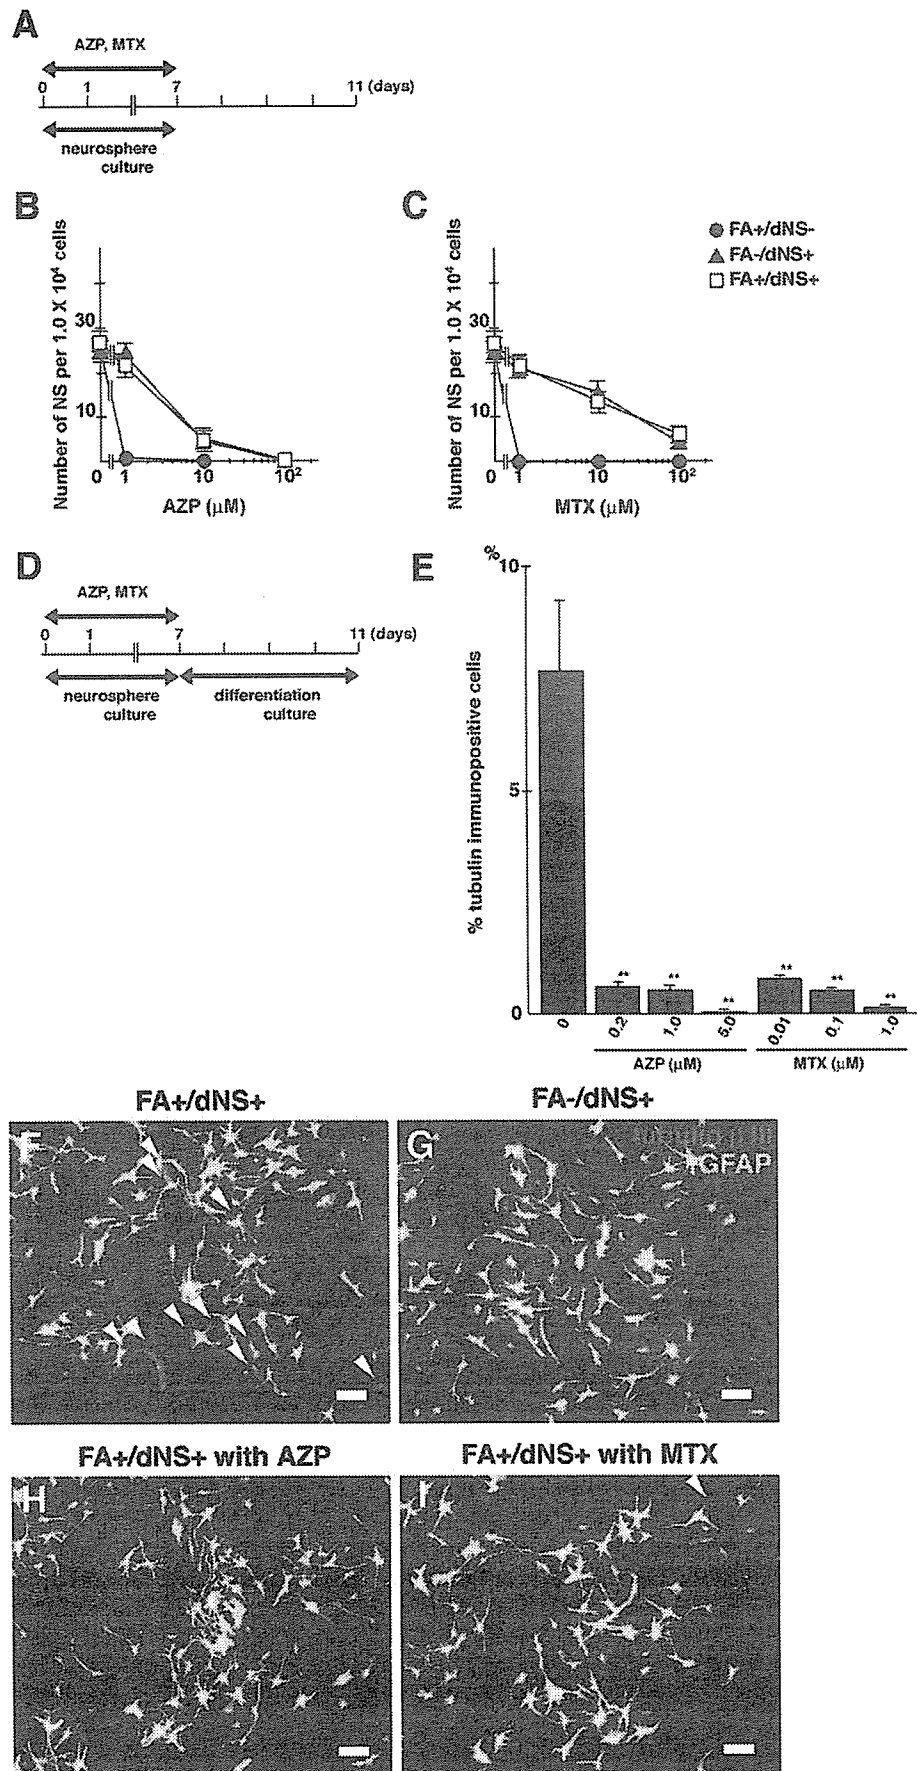 A
AZP, MTX
0 1 7 11 (days)
neurosphere
culture
B
Number of NS per 1.0 X 10⁴ cells
30
10
0 1 10 10²
AZP (μM)
C
Number of NS per 1.0 X 10⁴ cells
30
10
0 1 10 10²
MTX (μM)
FA+/dNS-
FA-/dNS+
FA+/dNS+
D
AZP, MTX
0 1 7 11 (days)
neurosphere
culture
differentiation
culture
E
%
10
5
0
% tubulin immunopositive cells
** ** ** ** ** **
0 0.2 1.0 5.0 0.01 0.1 1.0
AZP (μM) MTX (μM)
FA+/dNS+
F
FA-/dNS+
G
GFAP
FA+/dNS+ with AZP
H
FA+/dNS+ with MTX
I